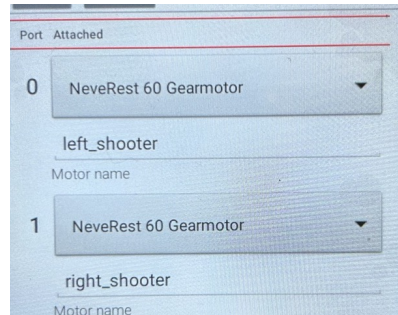 Port Attached
0 NeveRest 60 Gearmotor
left_shooter
Motor name
1 NeveRest 60 Gearmotor
right_shooter
Motor name